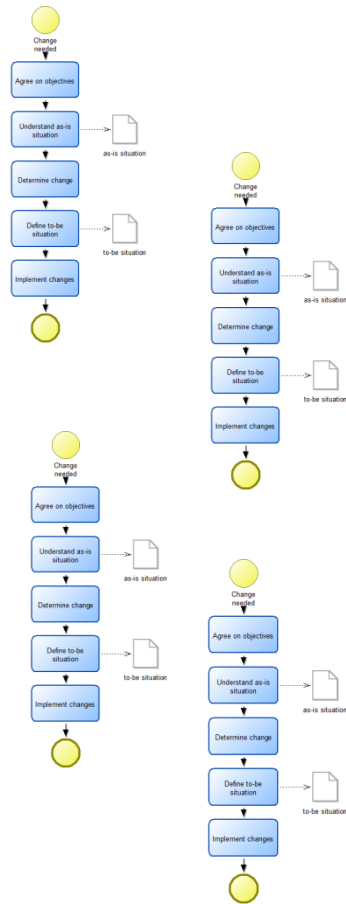 Change
needed
Agree on objectives
Understand as-is
situation
as-is situation
Determine change
Define to-be
situation
to-be situation
Implement changes
Change
needed
Agree on objectives
Understand as-is
situation
as-is situation
Determine change
Define to-be
situation
to-be situation
Implement changes
Change
needed
Agree on objectives
Understand as-is
situation
as-is situation
Determine change
Define to-be
situation
to-be situation
Implement changes
Change
needed
Agree on objectives
Understand as-is
situation
as-is situation
Determine change
Define to-be
situation
to-be situation
Implement changes